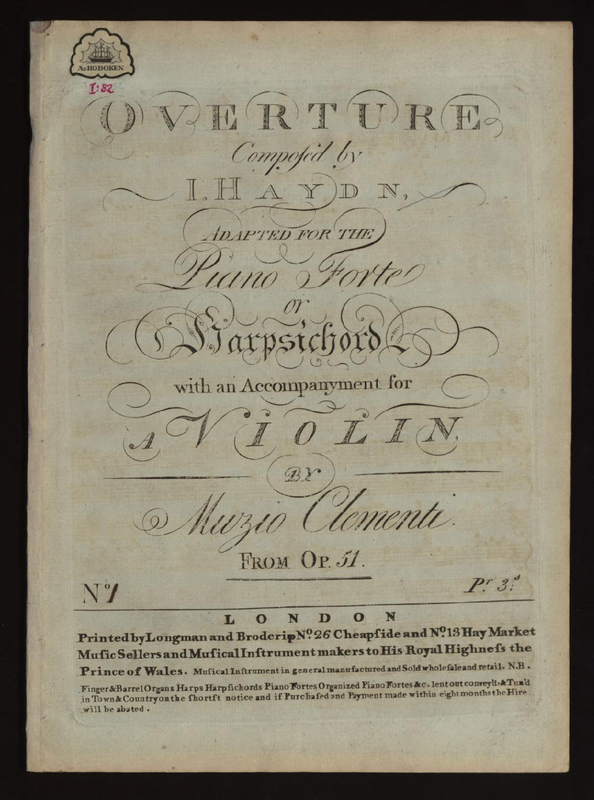 A.v.HOBOKEN
I:82
OVERTURE
Composed by
I. HAYDN,
ADAPTED FOR THE
Piano Forte
or
Harpsichord
with an Accompanyment for
A VIOLIN.
BY
Muzio Clementi.
FROM OP. 51.
No. 1
Pr. 3s.
LONDON
Printed by Longman and Broderip No. 26 Cheapſide and No. 13 Hay Market
Muſic Sellers and Muſical Inſtrument makers to His Royal Highneſs the
Prince of Wales. Muſical Inſtrument in general manufactured and Sold wholeſale and retail. N.B.
Finger & Barrel Organs Harps Harpſichords Piano Fortes Organized Piano Fortes &c. lent out convey'd, & Tun'd
in Town & Country on the ſhortſt notice and if Purchaſed and Payment made within eight months the Hire
will be abated.